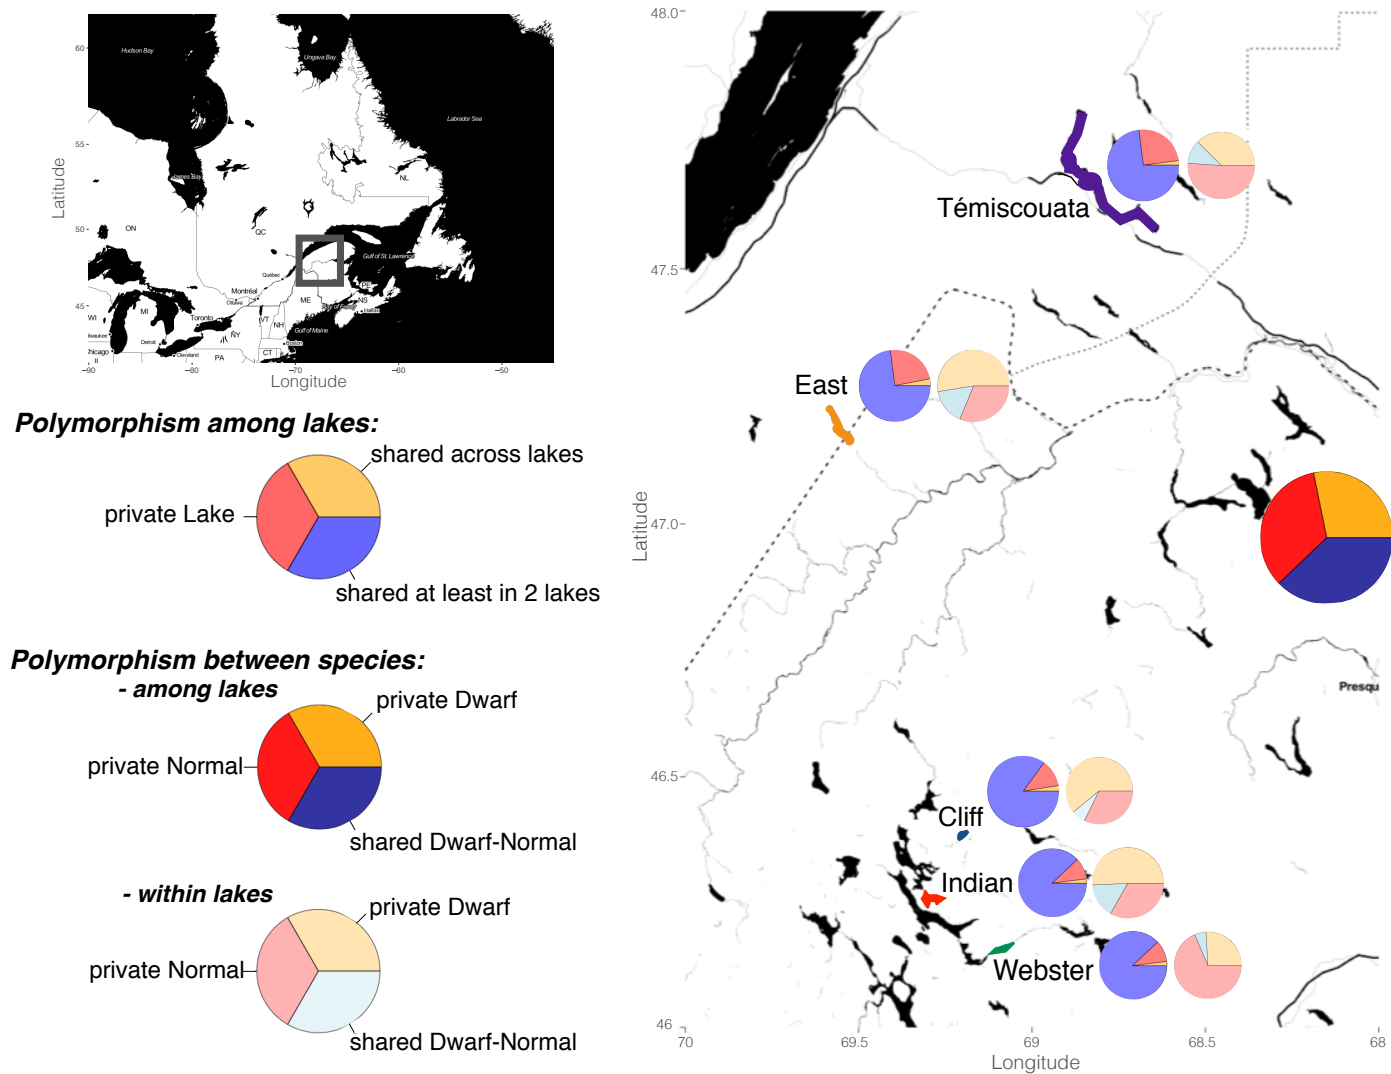 Hudson Bay
Ungava Bay
Labrador Sea
James Bay
NL
ON
QC
Gulf of St. Lawrence
Québec
PE
Montréal
Ottawa
ME
NS
Halifax
WI
MI
Toronto
VT
NH
NY
Gulf of Maine
Detroit
Boston
Cleveland
CT
PA
60
55
50
45
Latitude
−90
−80
−70
−60
−50
Longitude
Polymorphism among lakes:
shared across lakes
private Lake
shared at least in 2 lakes
Polymorphism between species:
- among lakes
private Dwarf
private Normal
shared Dwarf-Normal
- within lakes
private Dwarf
private Normal
shared Dwarf-Normal
48.0
47.5
47.0
46.5
46
Latitude
Témiscouata
East
Presqu
Cliff
Indian
Webster
70
69.5
69
68.5
68
Longitude